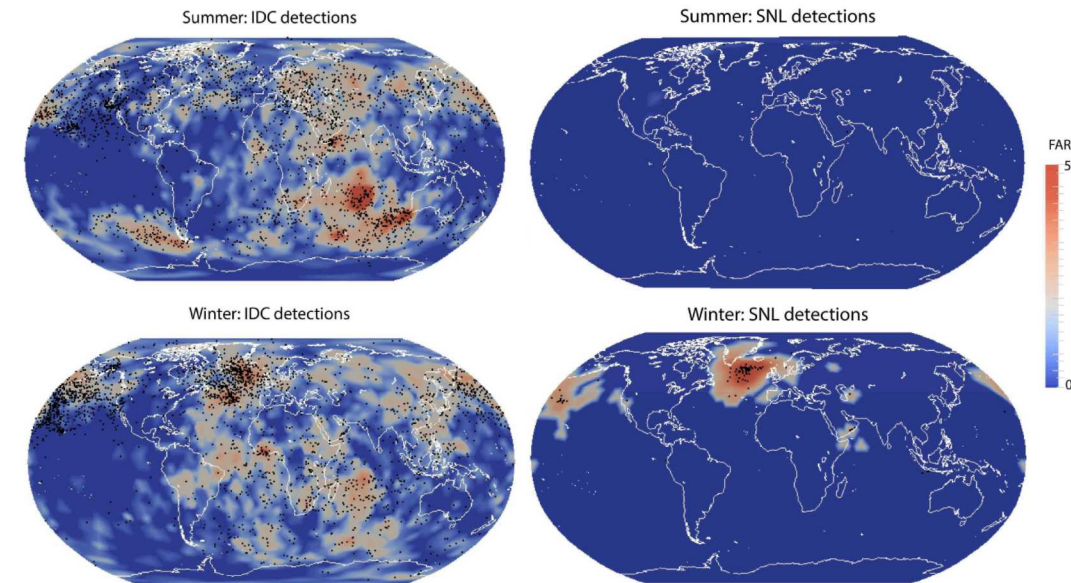 Summer: IDC detections
Summer: SNL detections
FAR
5
0
Winter: IDC detections
Winter: SNL detections